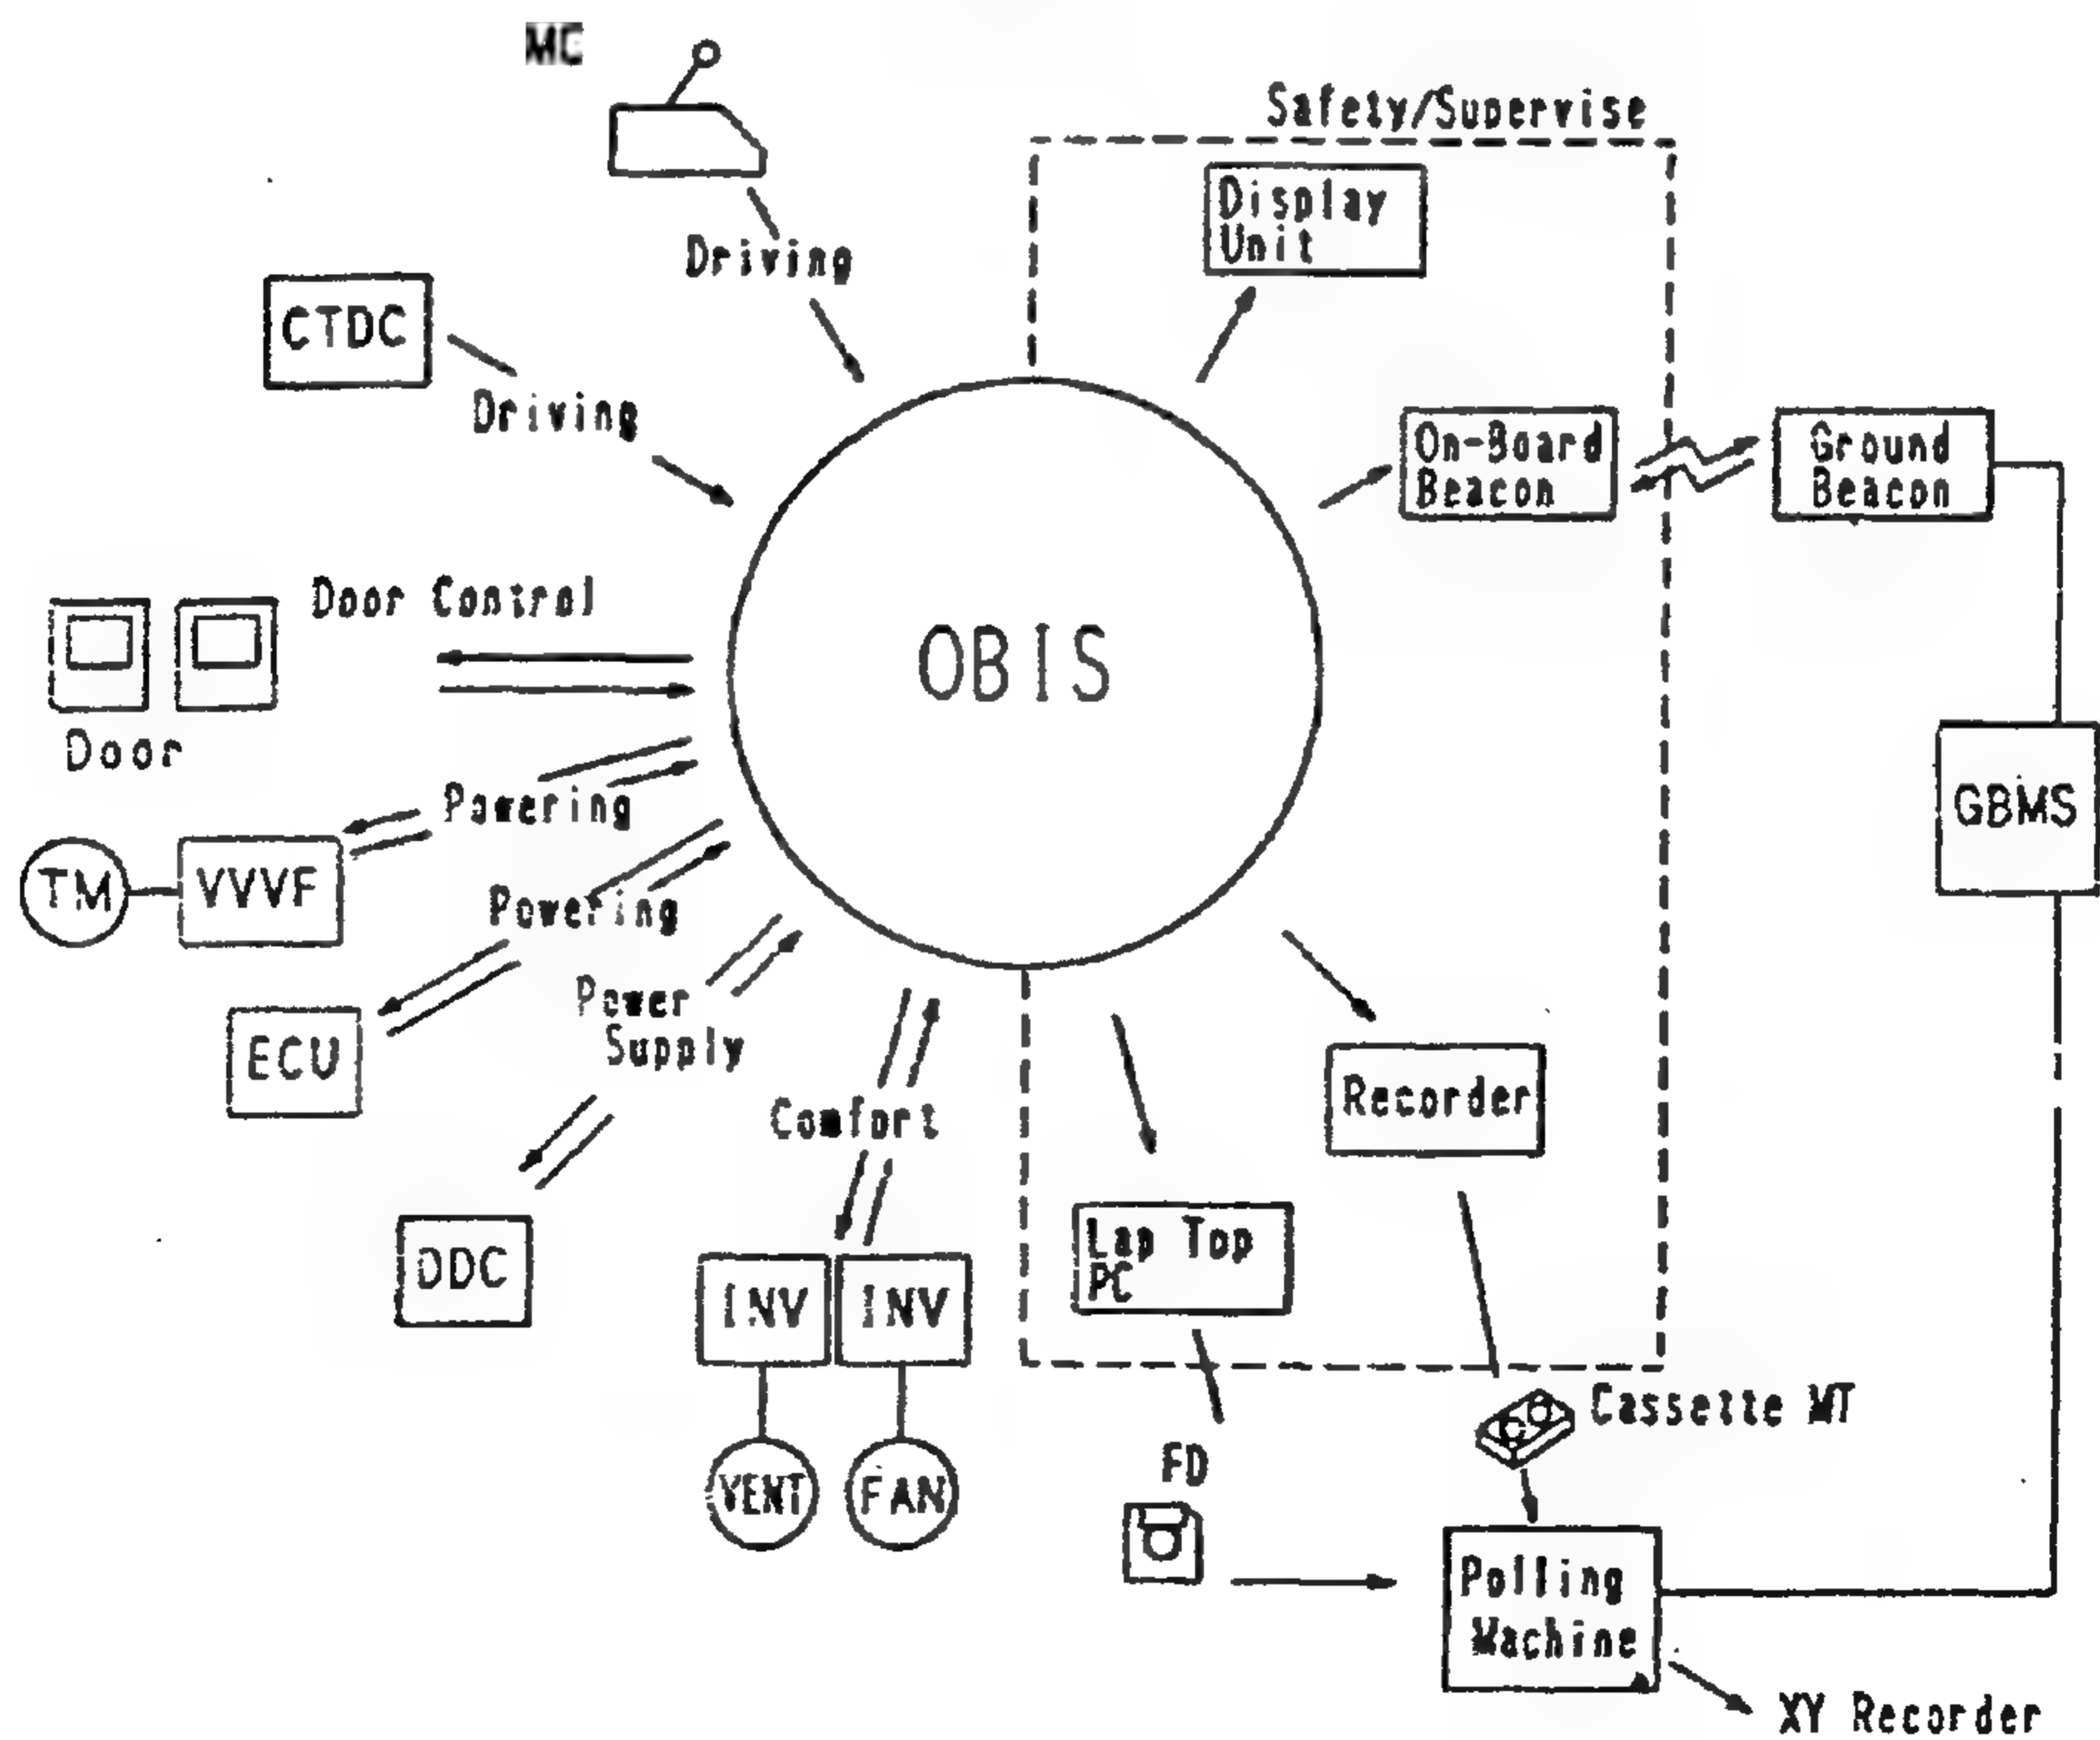 MC
Safety/Supervise
Display
Unit
Driving
CTDC
Driving
On-Board
Beacon
Ground
Beacon
Door Control
OBIS
Door
GBMS
Powering
TM
VVVF
Powering
Power
Supply
ECU
Comfort
Recorder
DDC
Lap Top
PC
INV
INV
Cassette MT
VENT
FAN
FD
Polling
Machine
XY Recorder